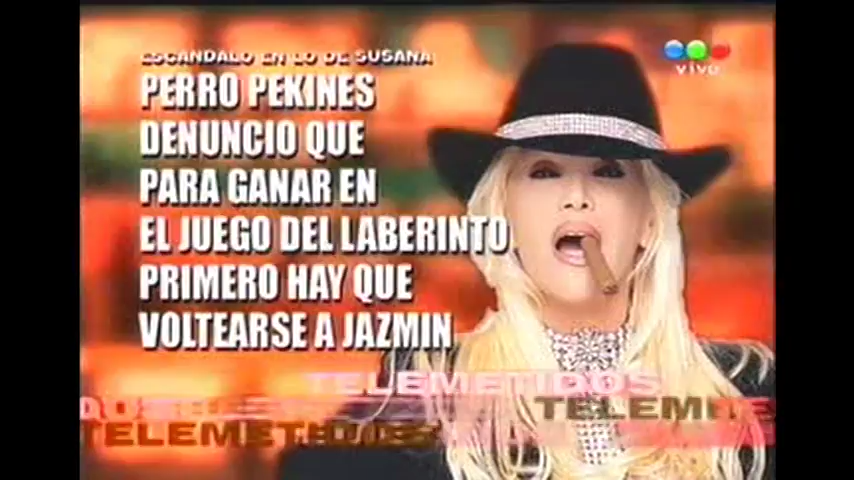 ESCANDALO EN LO DE SUSANA
PERRO PEKINES
DENUNCIO QUE
PARA GANAR EN
EL JUEGO DEL LABERINTO
PRIMERO HAY QUE
VOLTEARSE A JAZMIN
vivo
TELEMETIDOS
TELEME
TELEMETIDOS